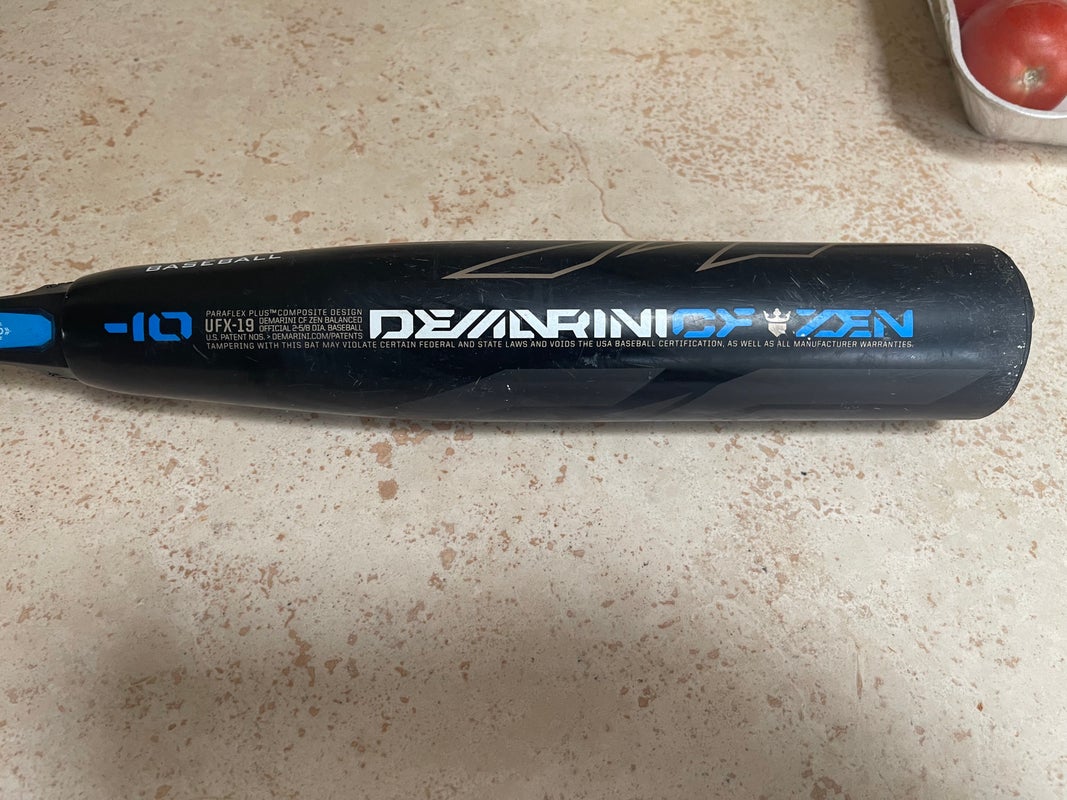 BASEBALL
-10
PARAFLEX PLUS™ COMPOSITE DESIGN
UFX-19 DEMARINI CF ZEN BALANCED
OFFICIAL 2-5/8 DIA. BASEBALL
U.S. PATENT NOS. > DEMARINI.COM/PATENTS
DEMARINI CF ZEN
TAMPERING WITH THIS BAT MAY VIOLATE CERTAIN FEDERAL AND STATE LAWS AND VOIDS THE USA BASEBALL CERTIFICATION, AS WELL AS ALL MANUFACTURER WARRANTIES.